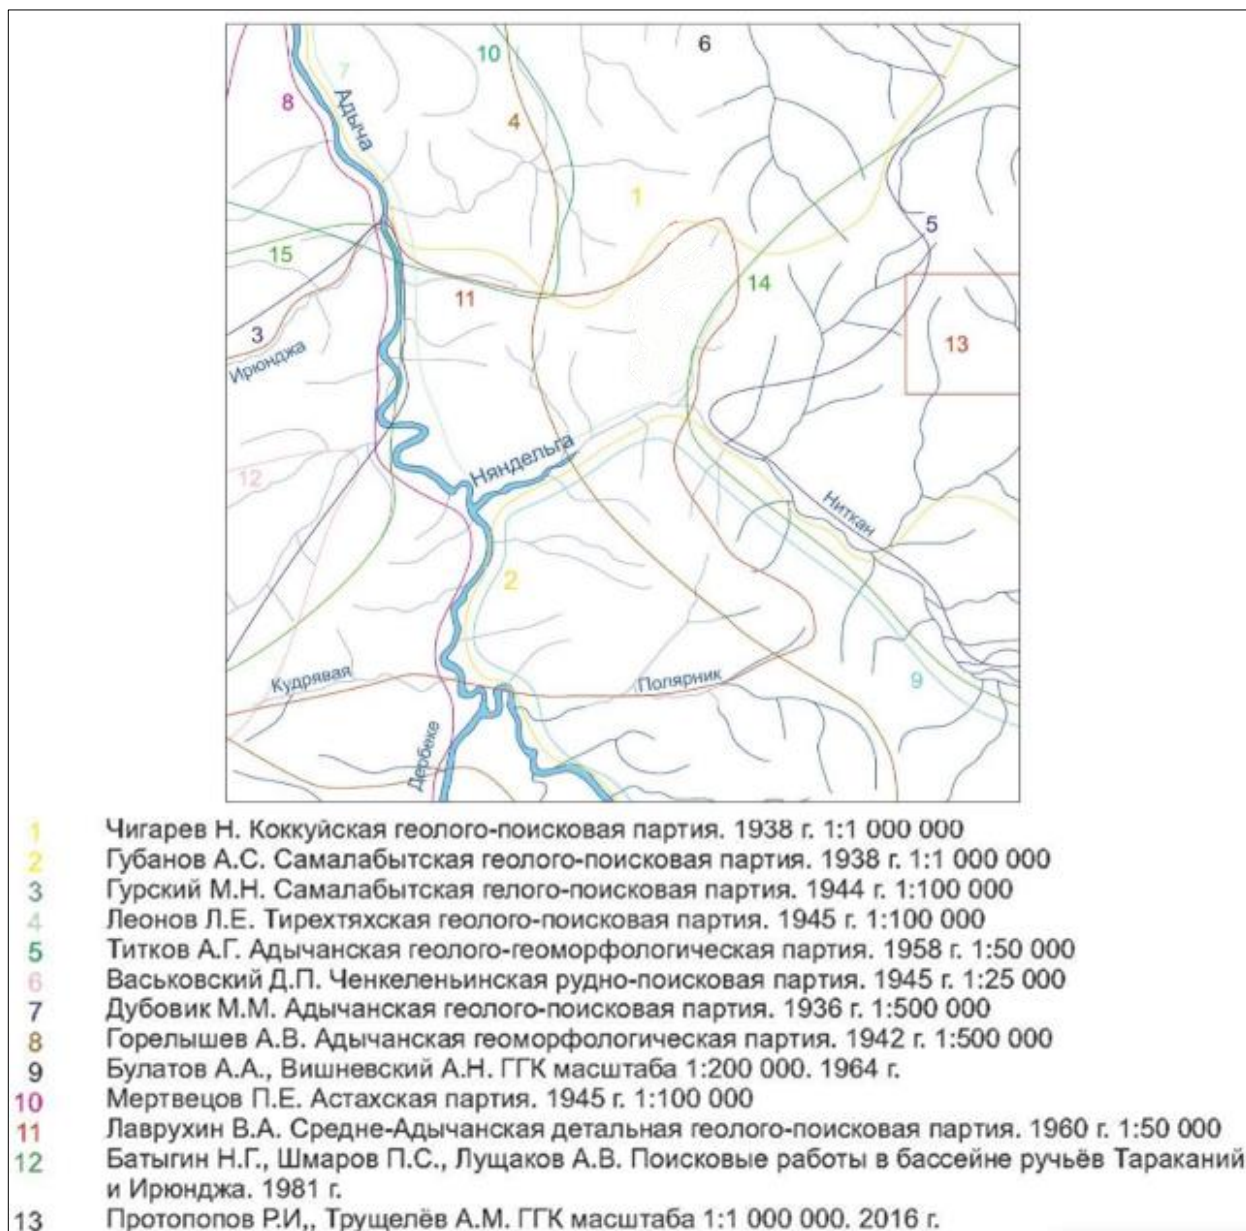 6
10
7
8
Адыча
4
1
5
15
14
11
3
13
Ирюнджа
Няндельга
12
Ниткан
2
Кудрявая
Полярник
9
Дербике
1 Чигарев Н. Коккуйская геолого-поисковая партия. 1938 г. 1:1 000 000
2 Губанов А.С. Самалабытская геолого-поисковая партия. 1938 г. 1:1 000 000
3 Гурский М.Н. Самалабытская гелого-поисковая партия. 1944 г. 1:100 000
4 Леонов Л.Е. Тирехтяхская геолого-поисковая партия. 1945 г. 1:100 000
5 Титков А.Г. Адычанская геолого-геоморфологическая партия. 1958 г. 1:50 000
6 Васьковский Д.П. Ченкеленьинская рудно-поисковая партия. 1945 г. 1:25 000
7 Дубовик М.М. Адычанская геолого-поисковая партия. 1936 г. 1:500 000
8 Горелышев А.В. Адычанская геоморфологическая партия. 1942 г. 1:500 000
9 Булатов А.А., Вишневский А.Н. ГГК масштаба 1:200 000. 1964 г.
10 Мертвецов П.Е. Астахская партия. 1945 г. 1:100 000
11 Лаврухин В.А. Средне-Адычанская детальная геолого-поисковая партия. 1960 г. 1:50 000
12 Батыгин Н.Г., Шмаров П.С., Лущаков А.В. Поисковые работы в бассейне ручьёв Тараканий
и Ирюнджа. 1981 г.
13 Протопопов Р.И,, Трущелёв А.М. ГГК масштаба 1:1 000 000. 2016 г.